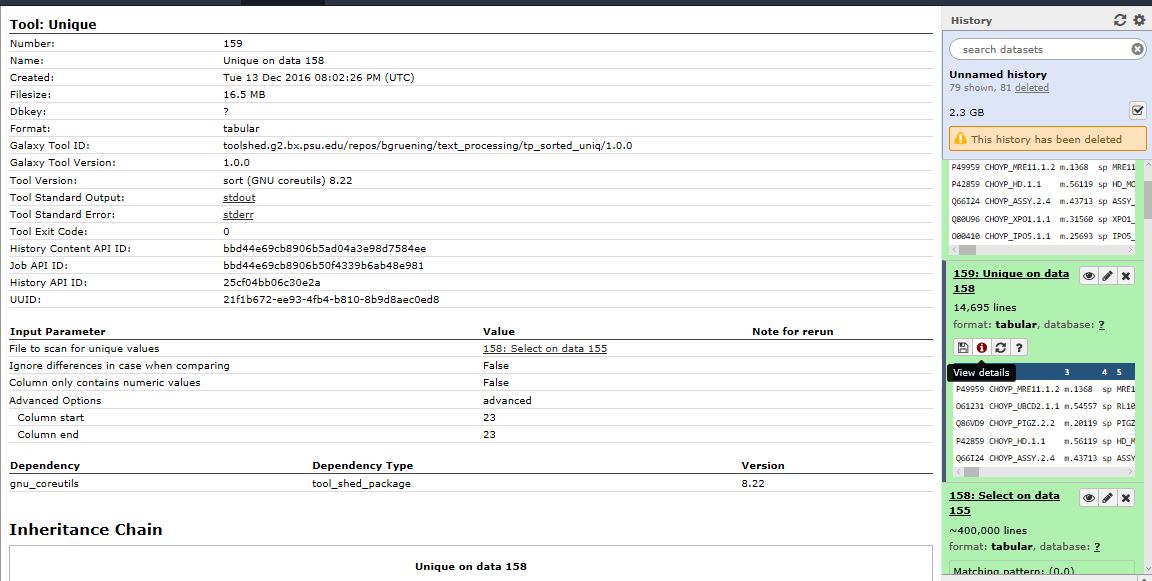 Tool: Unique
Number: 159
Name: Unique on data 158
Created: Tue 13 Dec 2016 08:02:26 PM (UTC)
Filesize: 16.5 MB
Dbkey: ?
Format: tabular
Galaxy Tool ID: toolshed.g2.bx.psu.edu/repos/bgruening/text_processing/tp_sorted_uniq/1.0.0
Galaxy Tool Version: 1.0.0
Tool Version: sort (GNU coreutils) 8.22
Tool Standard Output: stdout
Tool Standard Error: stderr
Tool Exit Code: 0
History Content API ID: bbd44e69cb8906b5ad04a3e98d7584ee
Job API ID: bbd44e69cb8906b50f4339b6ab48e981
History API ID: 25cf04bb06c30e2a
UUID: 21f1b672-ee93-4fb4-b810-8b9d8aec0ed8
Input Parameter Value Note for rerun
File to scan for unique values 158: Select on data 155
Ignore differences in case when comparing False
Column only contains numeric values False
Advanced Options advanced
Column start 23
Column end 23
Dependency Dependency Type Version
gnu_coreutils tool_shed_package 8.22
Inheritance Chain
Unique on data 158
History
search datasets
Unnamed history
79 shown, 81 deleted
2.3 GB
This history has been deleted
P49959 CHOYP_MRE11.1.2 m.1368 sp MRE11
P42859 CHOYP_HD.1.1 m.56119 sp HD_MO
Q66I24 CHOYP_ASSY.2.4 m.43713 sp ASSY_
Q80U96 CHOYP_XPO1.1.1 m.31560 sp XPO1_
O00410 CHOYP_IPO5.1.1 m.25693 sp IPO5_
159: Unique on data
158
14,695 lines
format: tabular, database: ?
View details
3 4 5
P49959 CHOYP_MRE11.1.2 m.1368 sp MRE1
O61231 CHOYP_UBCD2.1.1 m.54557 sp RL10
Q86VD9 CHOYP_PIGZ.2.2 m.20119 sp PIGZ
P42859 CHOYP_HD.1.1 m.56119 sp HD_M
Q66I24 CHOYP_ASSY.2.4 m.43713 sp ASSY
158: Select on data
155
~400,000 lines
format: tabular, database: ?
Matching pattern: (0.0)